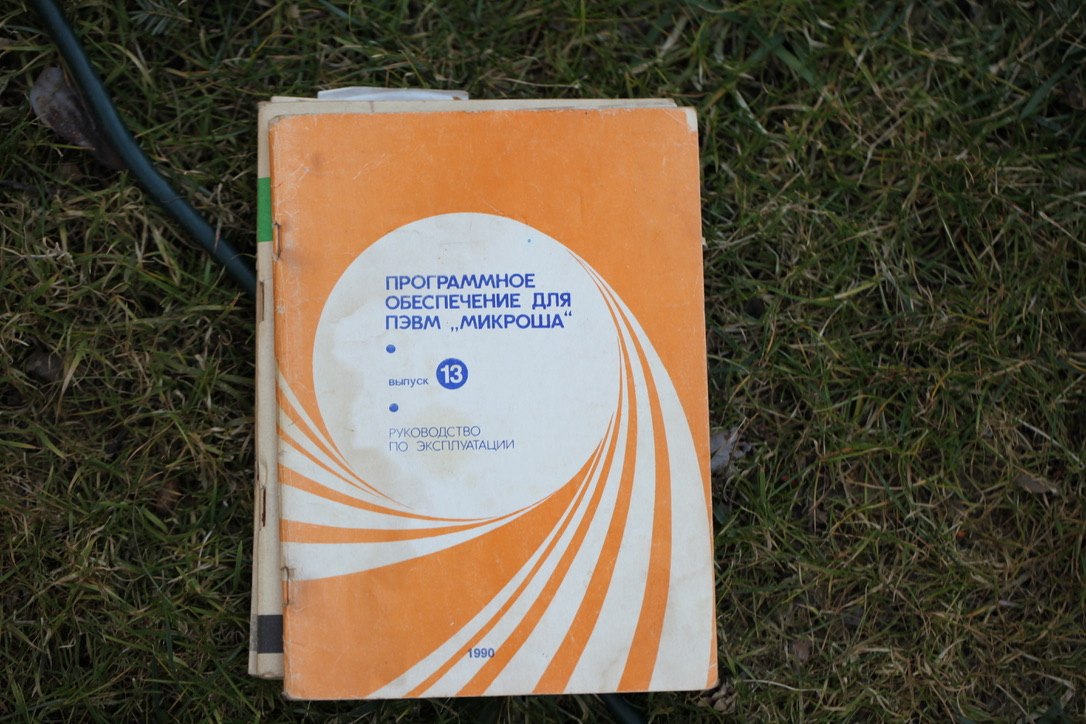 ПРОГРАММНОЕ
ОБЕСПЕЧЕНИЕ ДЛЯ
ПЭВМ „МИКРОША“
выпуск 13
РУКОВОДСТВО
ПО ЭКСПЛУАТАЦИИ
1990